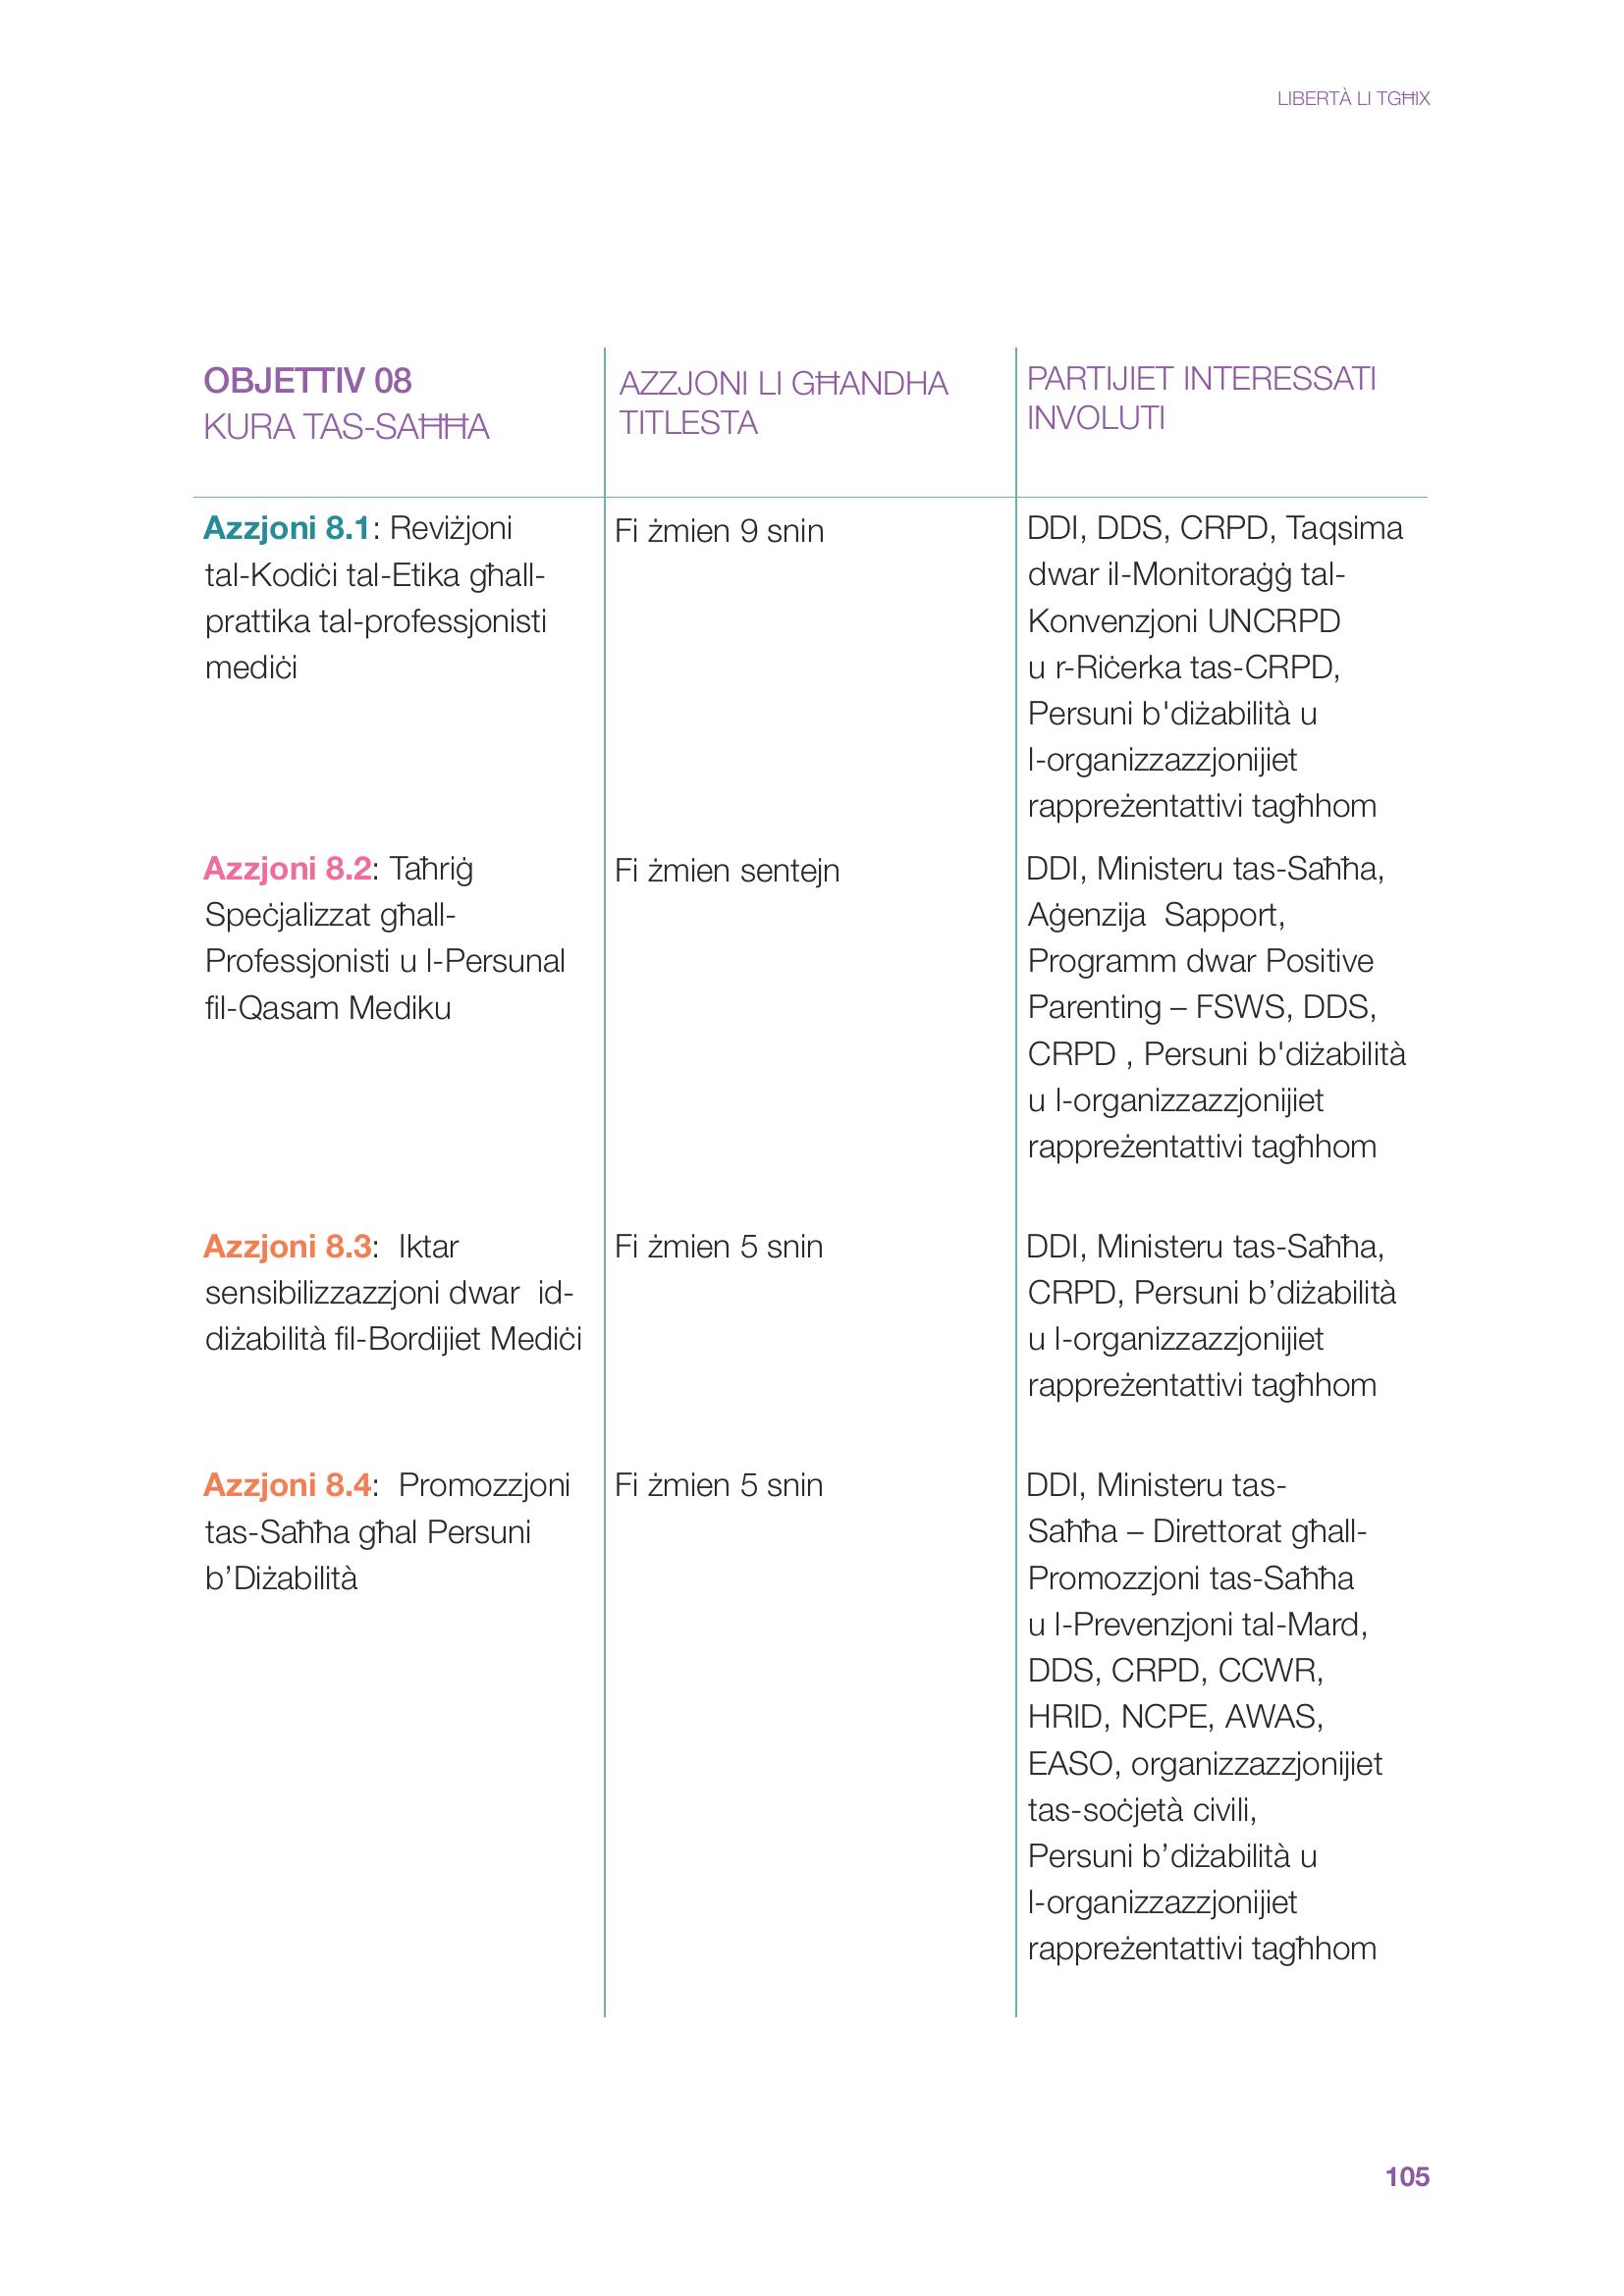 LIBERTÀ LI TGĦIX
OBJETTIV 08
KURA TAS-SAĦĦA
AZZJONI LI GĦANDHA
TITLESTA
PARTIJIET INTERESSATI
INVOLUTI
Azzjoni 8.1: Reviżjoni
tal-Kodiċi tal-Etika għall-
prattika tal-professjonisti
mediċi
Fi żmien 9 snin
DDI, DDS, CRPD, Taqsima
dwar il-Monitoraġġ tal-
Konvenzjoni UNCRPD
u r-Riċerka tas-CRPD,
Persuni b'diżabilità u
l-organizzazzjonijiet
rappreżentattivi tagħhom
Azzjoni 8.2: Taħriġ
Speċjalizzat għall-
Professjonisti u l-Persunal
fil-Qasam Mediku
Fi żmien sentejn
DDI, Ministeru tas-Saħħa,
Aġenzija  Sapport,
Programm dwar Positive
Parenting – FSWS, DDS,
CRPD , Persuni b'diżabilità
u l-organizzazzjonijiet
rappreżentattivi tagħhom
Azzjoni 8.3:  Iktar
sensibilizzazzjoni dwar  id-
diżabilità fil-Bordijiet Mediċi
Fi żmien 5 snin
DDI, Ministeru tas-Saħħa,
CRPD, Persuni b’diżabilità
u l-organizzazzjonijiet
rappreżentattivi tagħhom
Azzjoni 8.4:  Promozzjoni
tas-Saħħa għal Persuni
b’Diżabilità
Fi żmien 5 snin
DDI, Ministeru tas-
Saħħa – Direttorat għall-
Promozzjoni tas-Saħħa
u l-Prevenzjoni tal-Mard,
DDS, CRPD, CCWR,
HRID, NCPE, AWAS,
EASO, organizzazzjonijiet
tas-soċjetà civili,
Persuni b’diżabilità u
l-organizzazzjonijiet
rappreżentattivi tagħhom
105